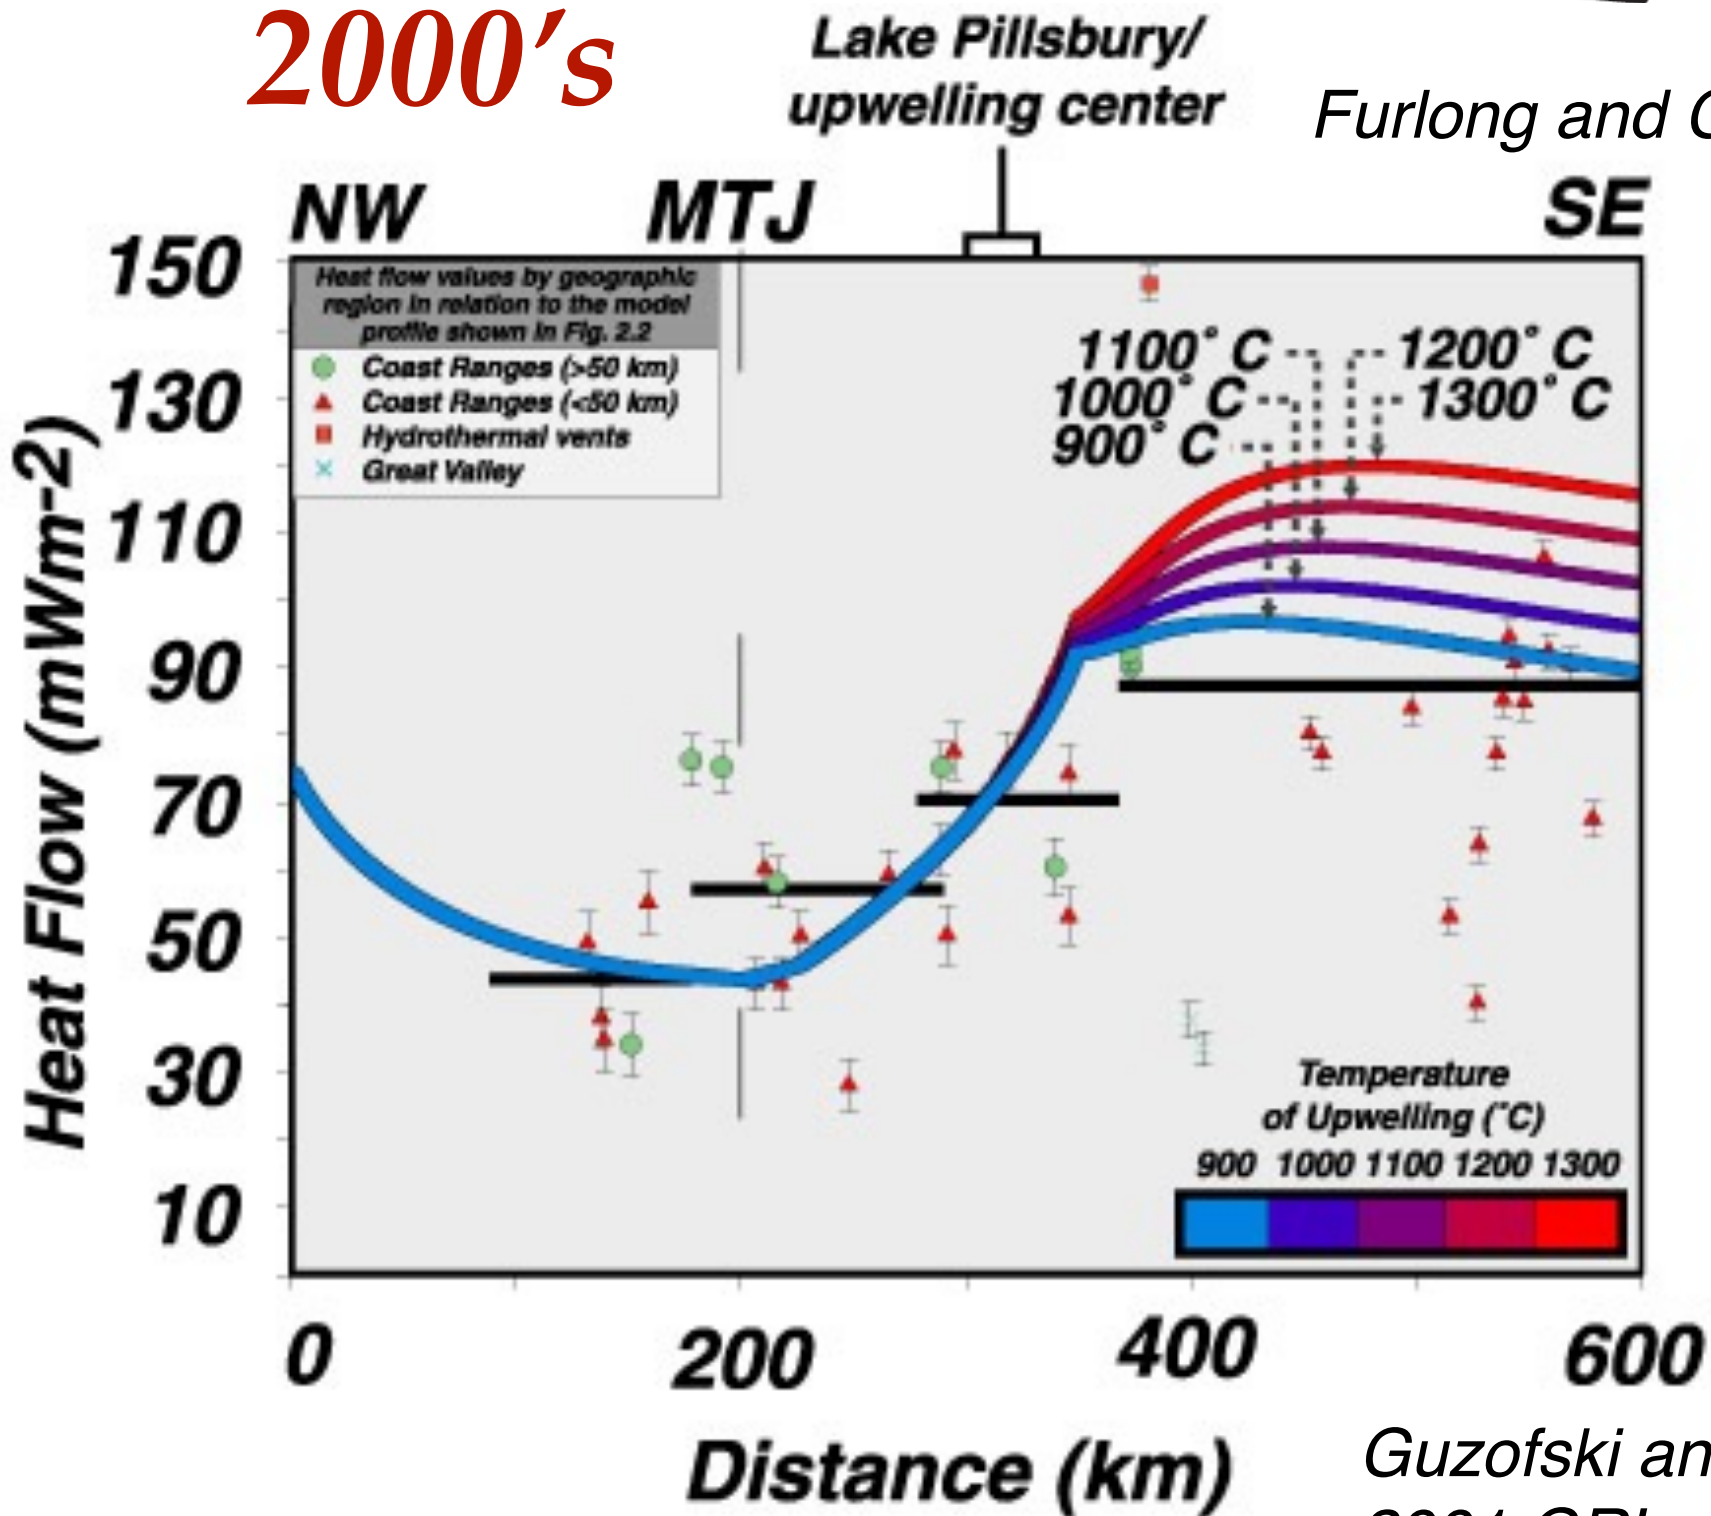 2000's
Lake Pillsbury/
upwelling center
Furlong and
NW
MTJ
SE
150
130
110
90
70
50
30
10
Heat Flow (mWm-2)
Heat flow values by geographic
region in relation to the model
profile shown in Fig. 2.2
Coast Ranges (>50 km)
Coast Ranges (<50 km)
Hydrothermal vents
Great Valley
1100° C
1200° C
1000° C
1300° C
900° C
Temperature
of Upwelling (°C)
900 1000 1100 1200 1300
0
200
400
600
Distance (km)
Guzofski an